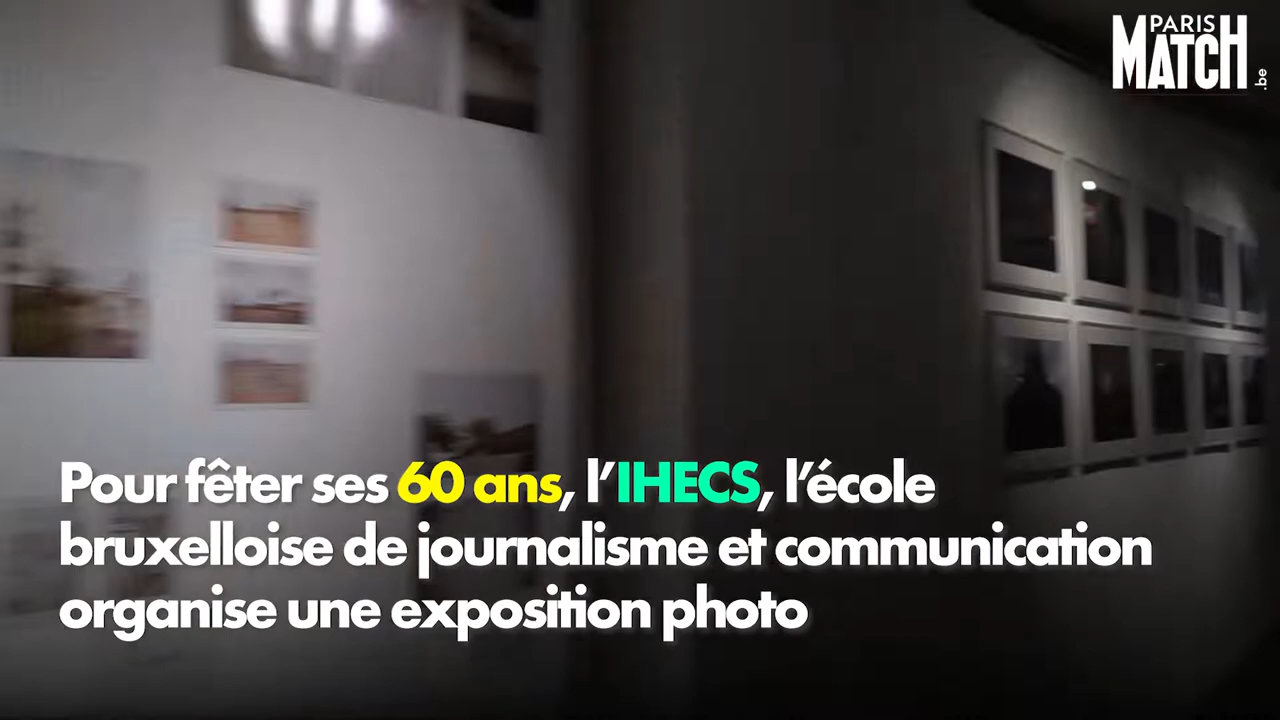 PARIS
MATCH
.be
Pour fêter ses 60 ans, l’IHECS, l’école
bruxelloise de journalisme et communication
organise une exposition photo